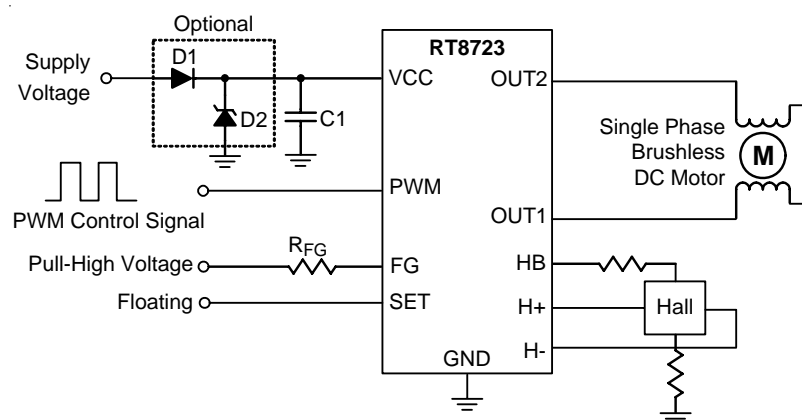 Optional
RT8723
D1
Supply
Voltage
VCC
OUT2
D2
C1
Single Phase
Brushless
DC Motor
M
PWM
PWM Control Signal
OUT1
RFG
HB
Pull-High Voltage
FG
Floating
SET
H+
Hall
H-
GND